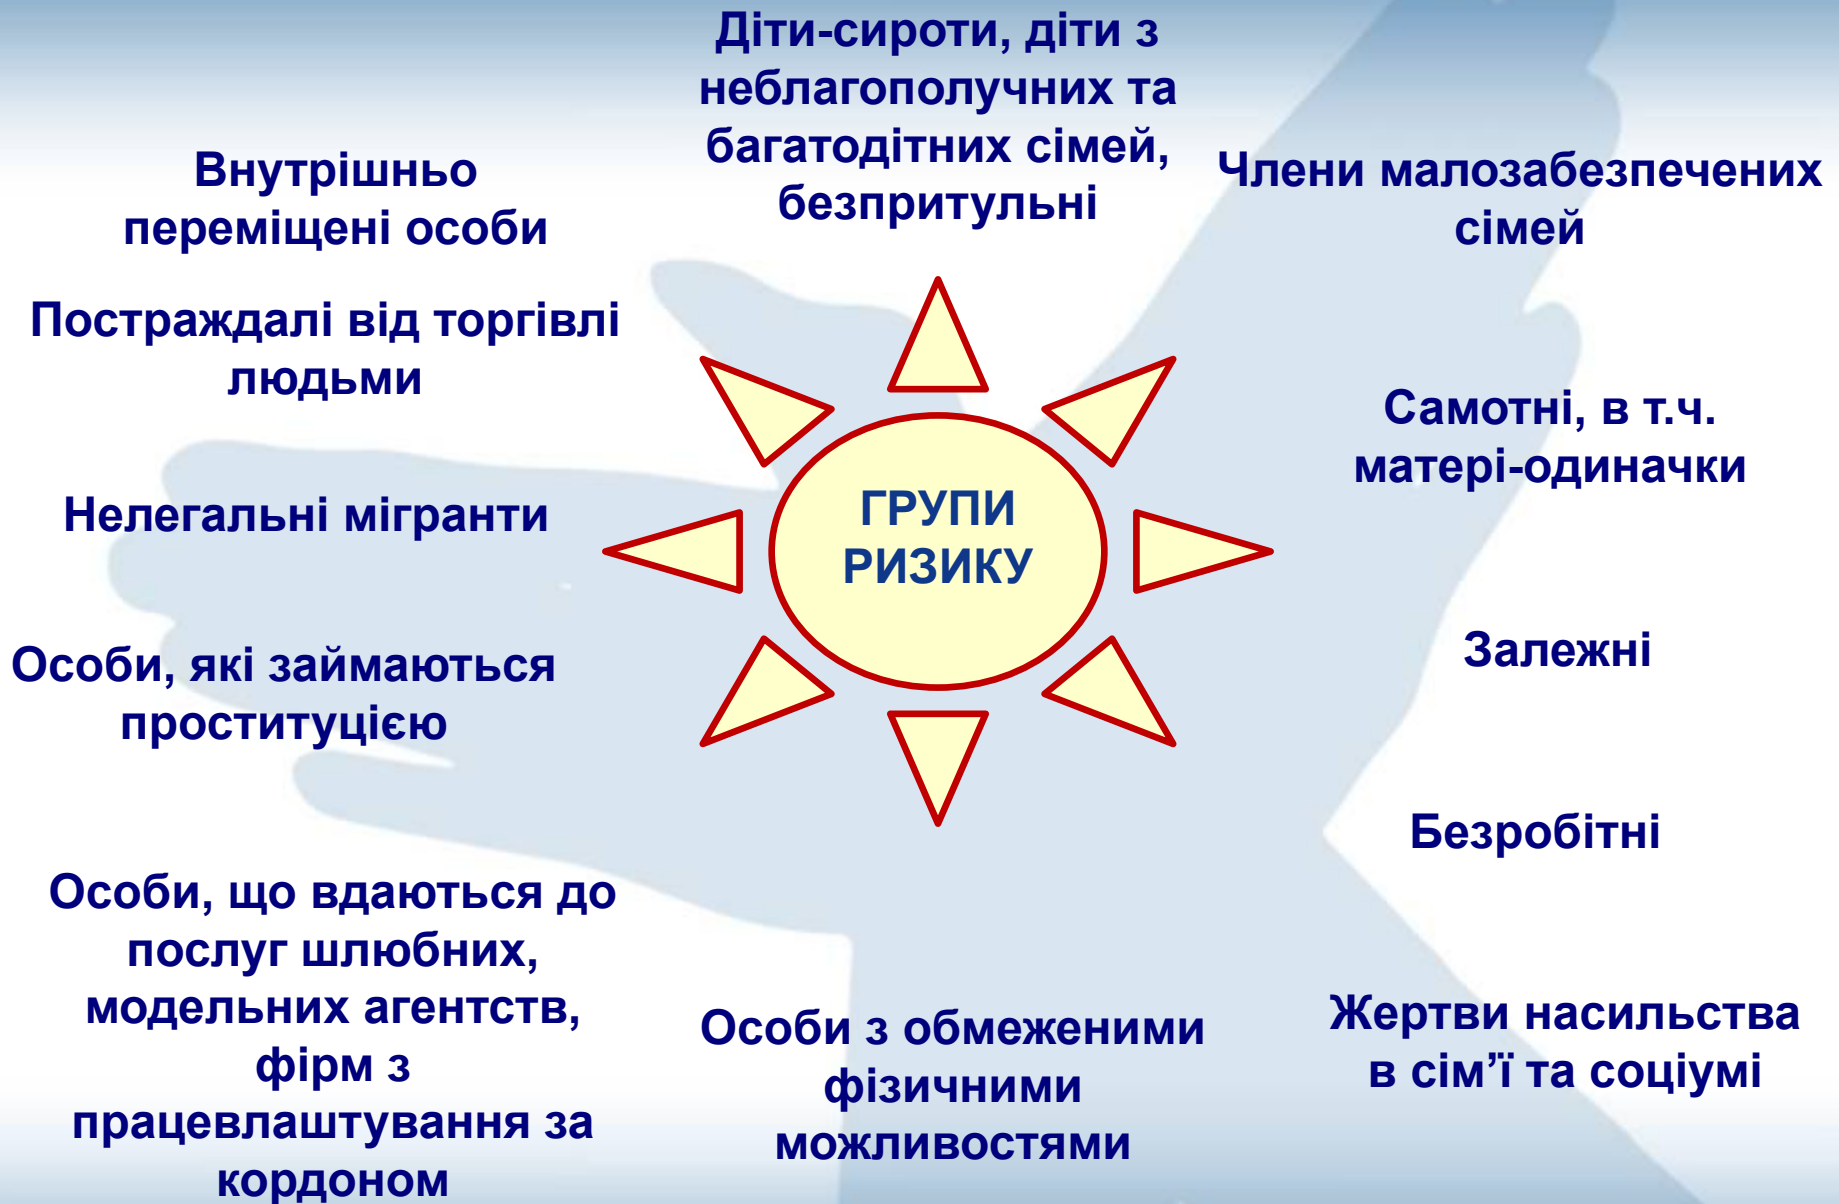 Діти-сироти, діти з
неблагополучних та
багатодітних сімей,
безпритульні
Внутрішньо
переміщені особи
Члени малозабезпечених
сімей
Постраждалі від торгівлі
людьми
Самотні, в т.ч.
матері-одиначки
Нелегальні мігранти
ГРУПИ
РИЗИКУ
Особи, які займаються
проституцією
Залежні
Безробітні
Особи, що вдаються до
послуг шлюбних,
модельних агентств,
фірм з
працевлаштування за
кордоном
Особи з обмеженими
фізичними
можливостями
Жертви насильства
в сім’ї та соціумі